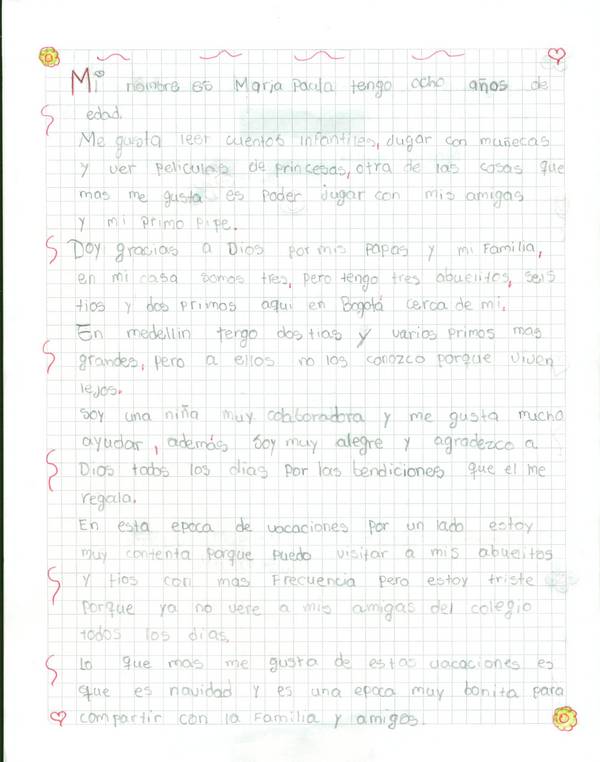 Mi nombre es Maria Paula tengo ocho años de
edad.
Me gusta leer cuentos infantiles, jugar con muñecas
y ver peliculas de princesas, otra de las cosas que
mas me gusta es poder jugar con mis amigas
y mi primo pipe.
Doy gracias a Dios por mis papas y mi Familia,
en mi casa somos tres, pero tengo tres abuelitos, seis
tios y dos primos aqui en Bogotá cerca de mi.
En medellin tengo dos tias y varios primos mas
grandes, pero a ellos no los conozco porque viven
lejos.
Soy una niña muy colaboradora y me gusta mucho
ayudar, además soy muy alegre y agradezco a
Dios todos los dias por las bendiciones que el me
regala.
En esta epoca de vacaciones por un lado estoy
muy contenta porque puedo visitar a mis abuelitos
y tios con mas Frecuencia pero estoy triste
porque ya no vere a mis amigas del colegio
todos los dias.
Lo que mas me gusta de estas vacaciones es
que es navidad y es una epoca muy bonita para
compartir con la Familia y amigos.